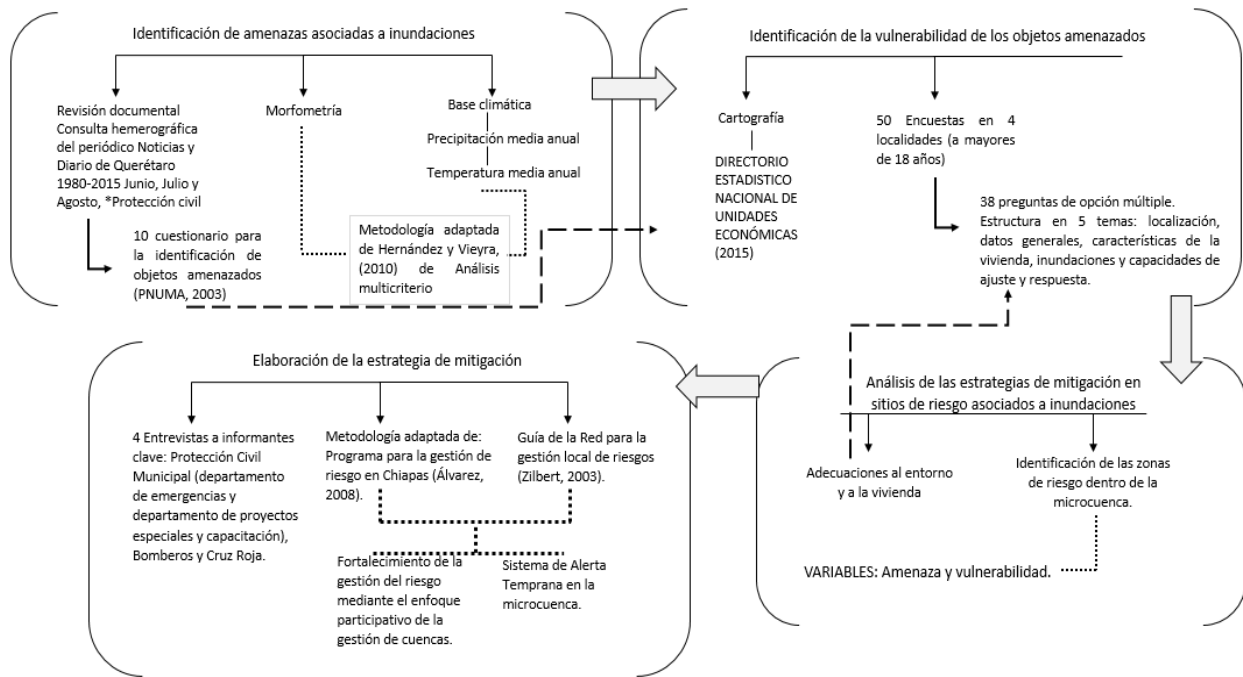 Identificación de amenazas asociadas a inundaciones
Revisión documental
Consulta hemerográfica
del periódico Noticias y
Diario de Querétaro
1980-2015 Junio, Julio y
Agosto, *Protección civil
10 cuestionario para
la identificación de
objetos amenazados
(PNUMA, 2003)
Morfometría
Base climática
Precipitación media anual
Temperatura media anual
Metodología adaptada
de Hernández y Vieyra,
(2010) de Análisis
multicriterio
Identificación de la vulnerabilidad de los objetos amenazados
Cartografía
DIRECTORIO
ESTADISTICO
NACIONAL DE
UNIDADES
ECONÓMICAS
(2015)
50 Encuestas en 4
localidades (a mayores
de 18 años)
38 preguntas de opción múltiple.
Estructura en 5 temas: localización,
datos generales, características de la
vivienda, inundaciones y capacidades de
ajuste y respuesta.
Análisis de las estrategias de mitigación en
sitios de riesgo asociados a inundaciones
Adecuaciones al entorno
y a la vivienda
Identificación de las zonas
de riesgo dentro de la
microcuenca.
VARIABLES: Amenaza y vulnerabilidad.
Elaboración de la estrategia de mitigación
4 Entrevistas a informantes
clave: Protección Civil
Municipal (departamento
de emergencias y
departamento de proyectos
especiales y capacitación),
Bomberos y Cruz Roja.
Metodología adaptada de:
Programa para la gestión de
riesgo en Chiapas (Álvarez,
2008).
Guía de la Red para la
gestión local de riesgos
(Zilbert, 2003).
Fortalecimiento de la
gestión del riesgo
mediante el enfoque
participativo de la
gestión de cuencas.
Sistema de Alerta
Temprana en la
microcuenca.